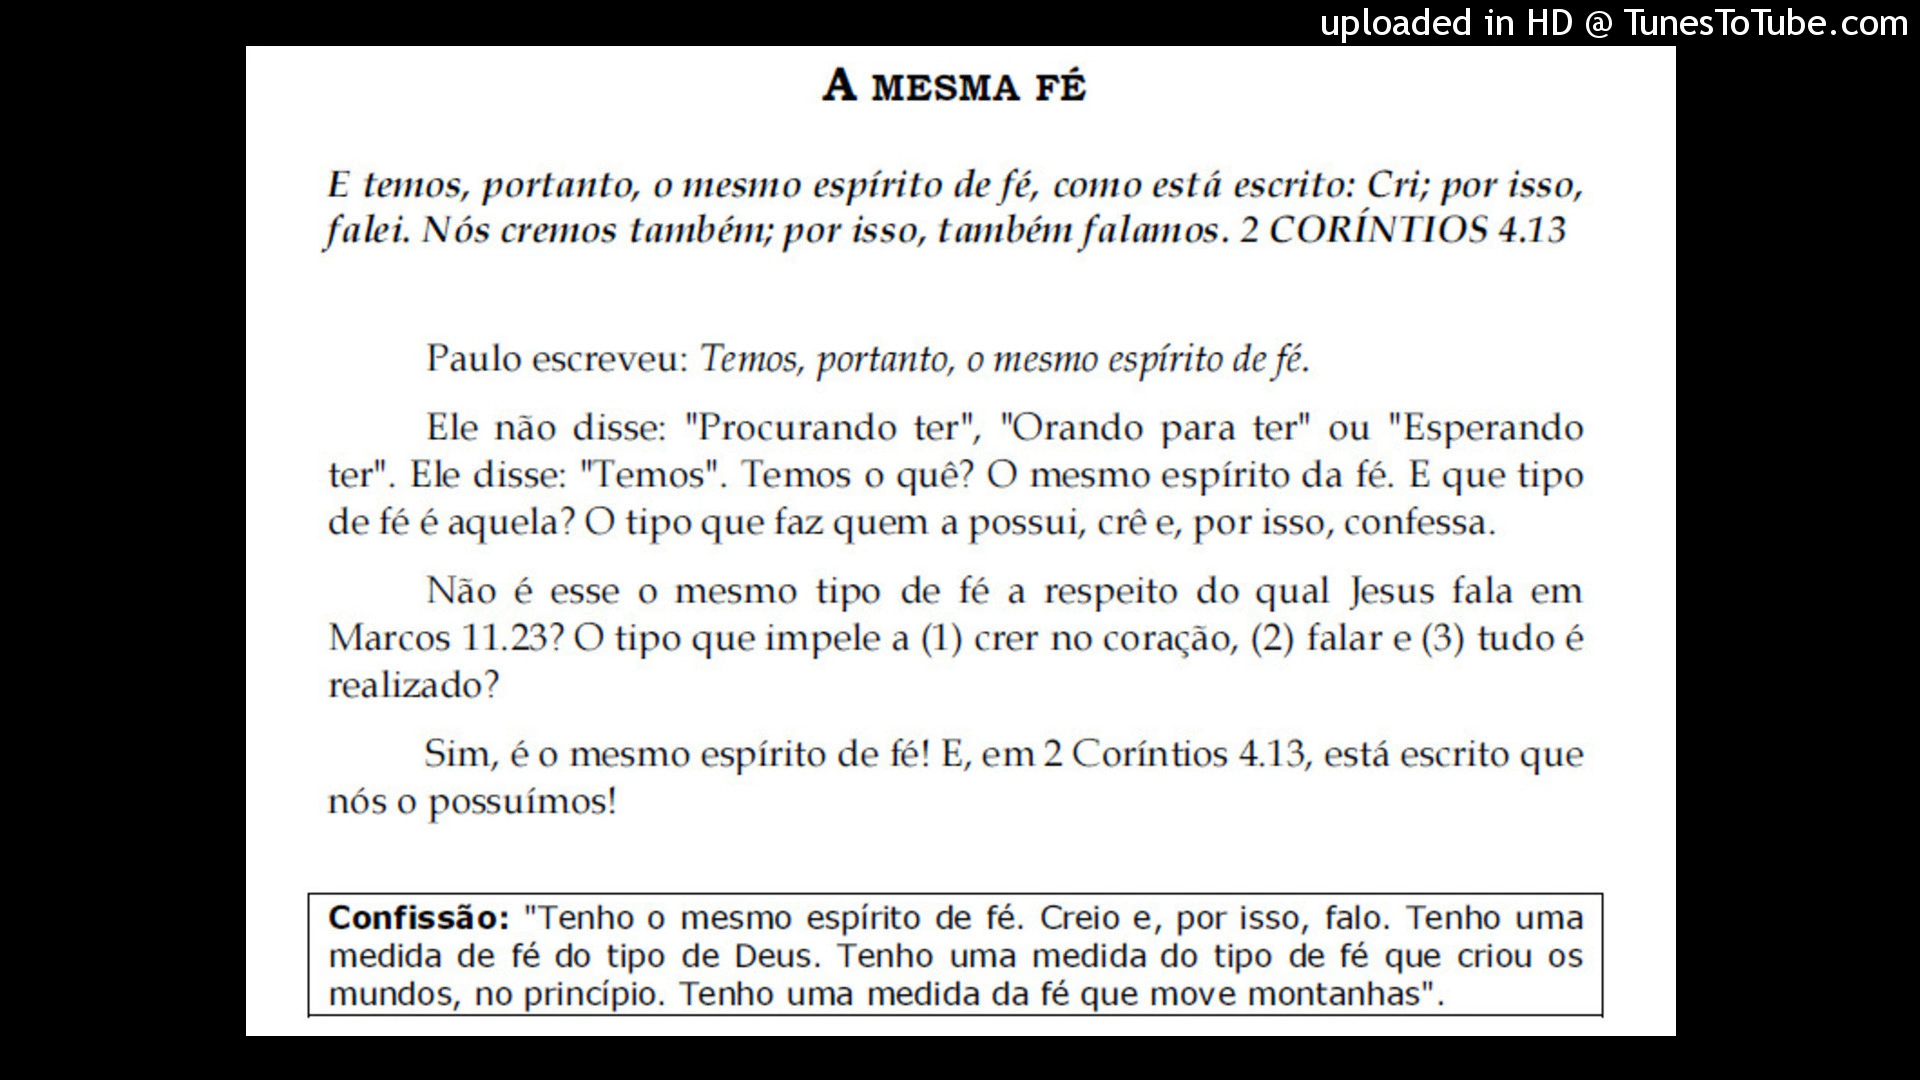 uploaded in HD @ TunesToTube.com
A MESMA FÉ
E temos, portanto, o mesmo espírito de fé, como está escrito: Cri; por isso,
falei. Nós cremos também; por isso, também falamos. 2 CORÍNTIOS 4.13
Paulo escreveu: Temos, portanto, o mesmo espírito de fé.
Ele não disse: "Procurando ter", "Orando para ter" ou "Esperando
ter". Ele disse: "Temos". Temos o quê? O mesmo espírito da fé. E que tipo
de fé é aquela? O tipo que faz quem a possui, crê e, por isso, confessa.
Não é esse o mesmo tipo de fé a respeito do qual Jesus fala em
Marcos 11.23? O tipo que impele a (1) crer no coração, (2) falar e (3) tudo é
realizado?
Sim, é o mesmo espírito de fé! E, em 2 Coríntios 4.13, está escrito que
nós o possuímos!
Confissão: "Tenho o mesmo espírito de fé. Creio e, por isso, falo. Tenho uma
medida de fé do tipo de Deus. Tenho uma medida do tipo de fé que criou os
mundos, no princípio. Tenho uma medida da fé que move montanhas".